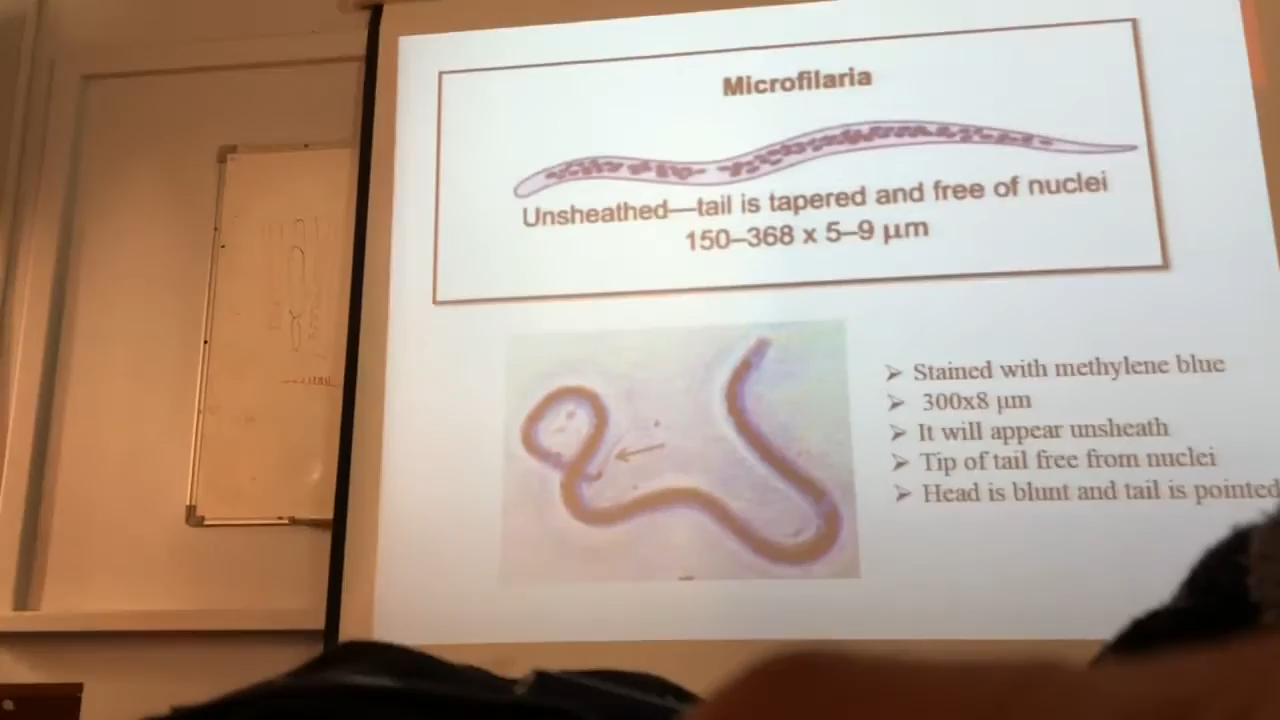 Microfilaria
Unsheathed—tail is tapered and free of nuclei
150–368 x 5–9 µm
➢ Stained with methylene blue
➢ 300x8 µm
➢ It will appear unsheath
➢ Tip of tail free from nuclei
➢ Head is blunt and tail is pointed